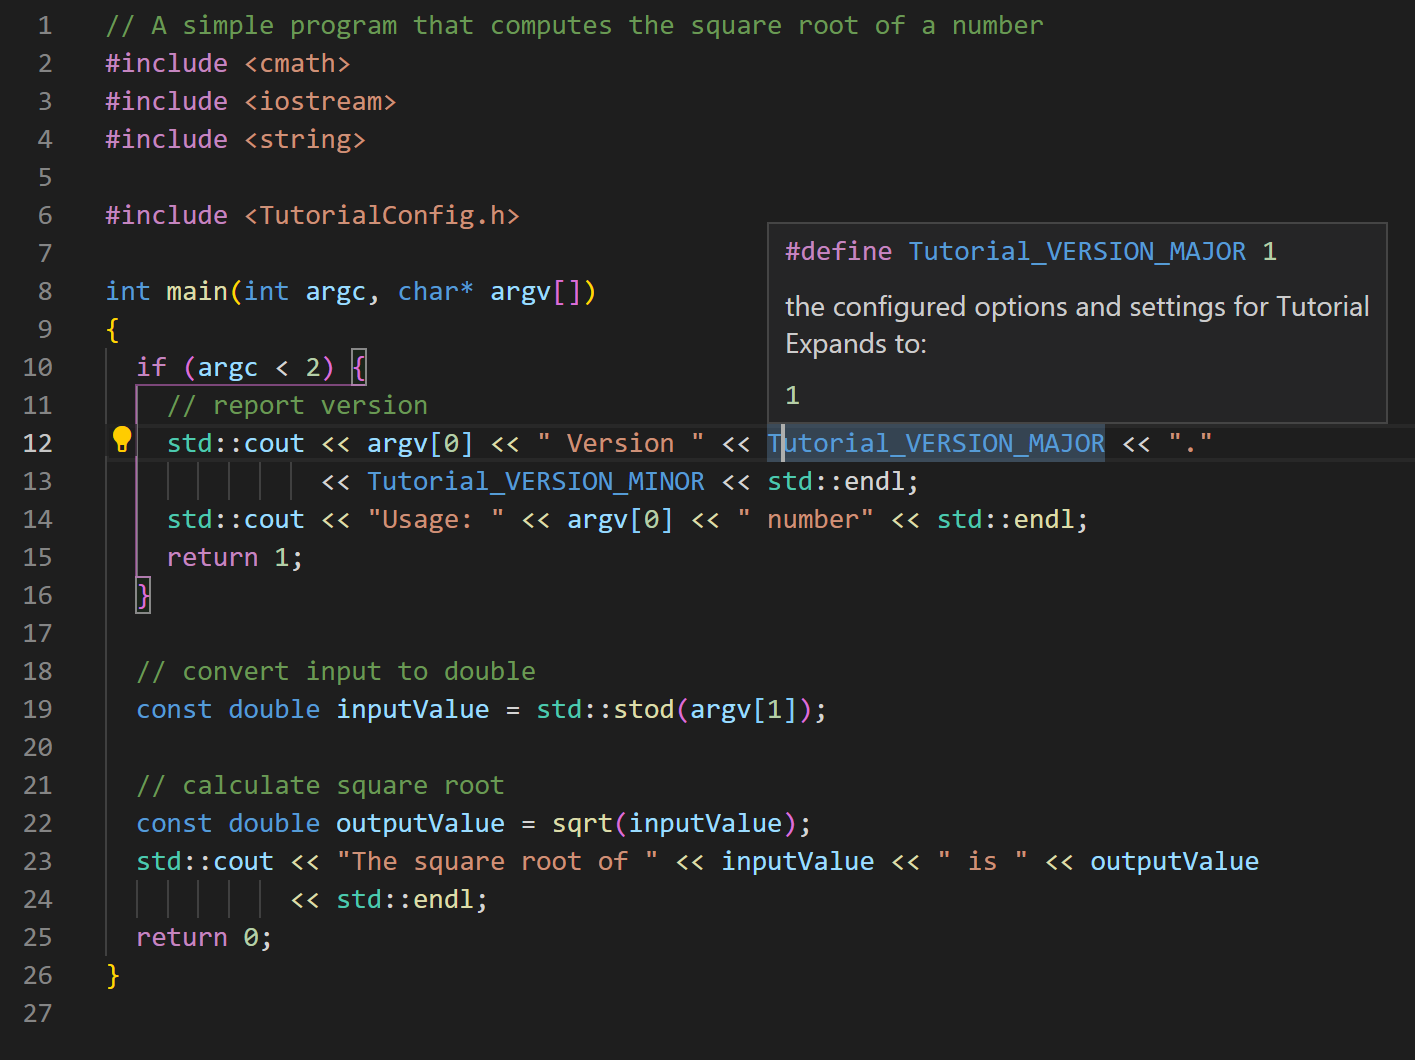 1 // A simple program that computes the square root of a number
2 #include <cmath>
3 #include <iostream>
4 #include <string>
5
6 #include <TutorialConfig.h>
7
8 int main(int argc, char* argv[])
9 {
10   if (argc < 2) {
11     // report version
12     std::cout << argv[0] << " Version " << Tutorial_VERSION_MAJOR << "."
13               << Tutorial_VERSION_MINOR << std::endl;
14     std::cout << "Usage: " << argv[0] << " number" << std::endl;
15     return 1;
16   }
17
18   // convert input to double
19   const double inputValue = std::stod(argv[1]);
20
21   // calculate square root
22   const double outputValue = sqrt(inputValue);
23   std::cout << "The square root of " << inputValue << " is " << outputValue
24             << std::endl;
25   return 0;
26 }
27
#define Tutorial_VERSION_MAJOR 1
the configured options and settings for Tutorial
Expands to:
1